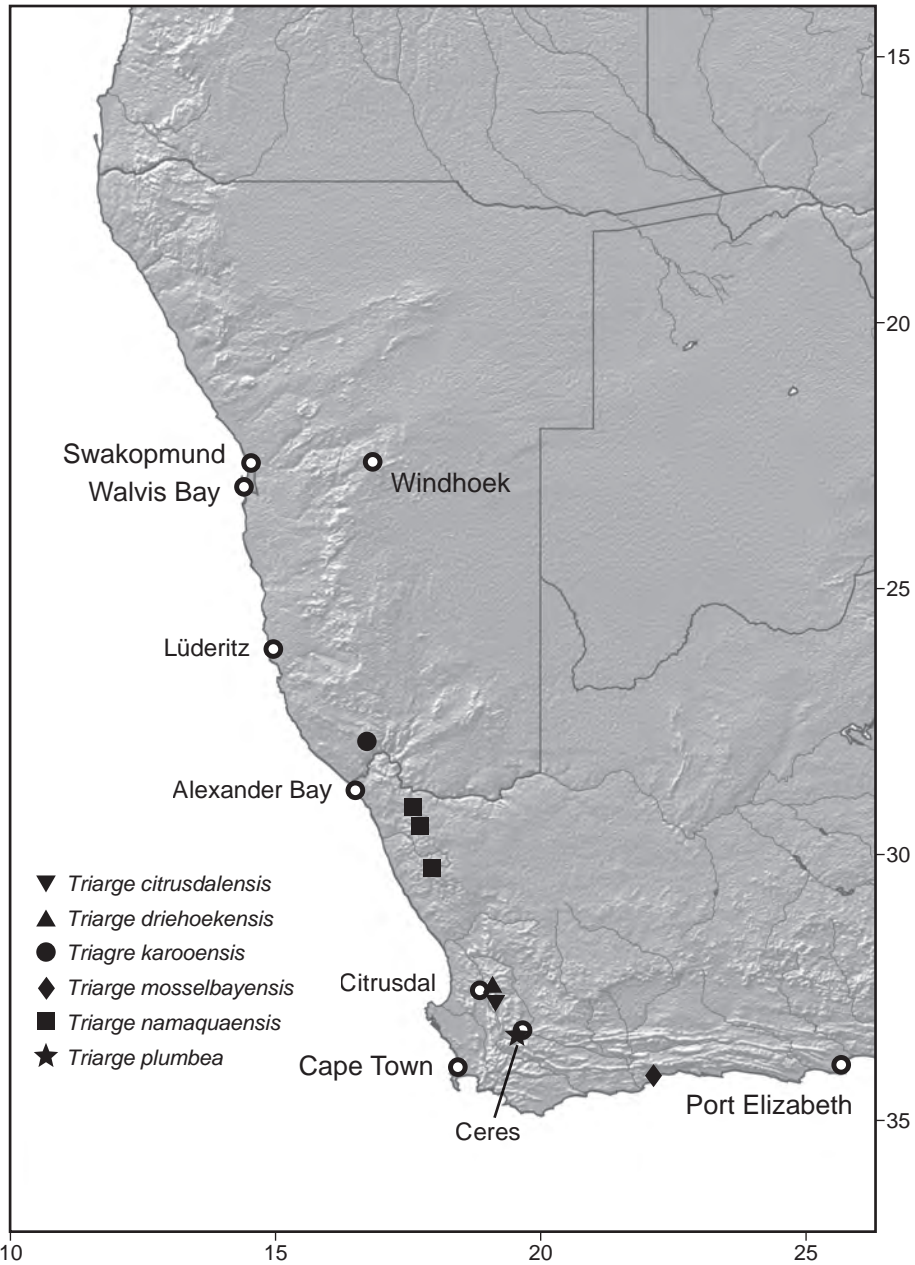 15
20
Swakopmund
Walvis Bay
Windhoek
25
Lüderitz
Alexander Bay
30
Triarge citrusdalensis
Triarge driehoekensis
Triagre karooensis
Triarge mosselbayensis
Triarge namaquaensis
Triarge plumbea
Citrusdal
Cape Town
Port Elizabeth
Ceres
35
10
15
20
25